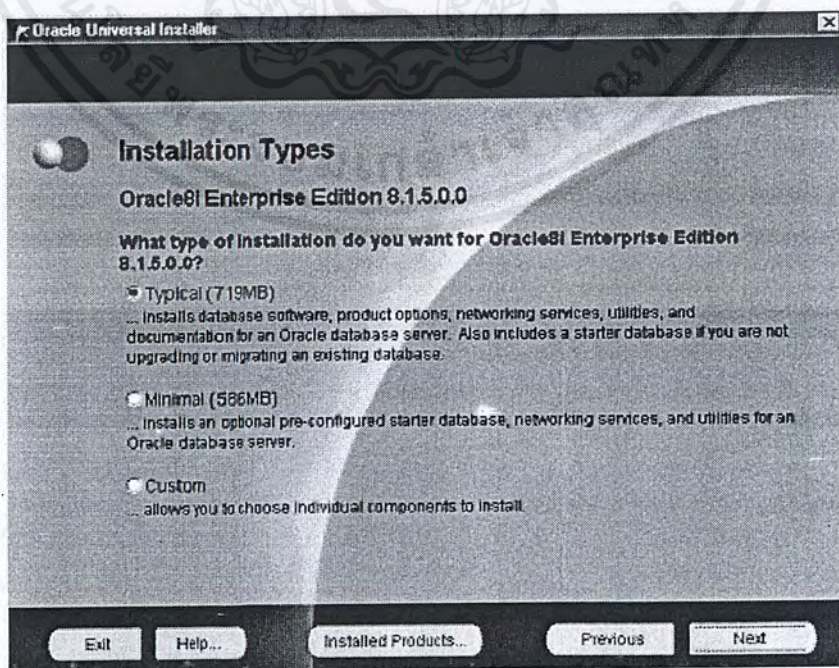 Oracle Universal Installer
Installation Types
Oracle8i Enterprise Edition 8.1.5.0.0
What type of installation do you want for Oracle8i Enterprise Edition
8.1.5.0.0?
Typical (719MB)
... installs database software, product options, networking services, utilities, and
documentation for an Oracle database server. Also includes a starter database if you are not
upgrading or migrating an existing database.
Minimal (586MB)
... installs an optional pre-configured starter database, networking services, and utilities for an
Oracle database server.
Custom
... allows you to choose individual components to install.
Exit
Help...
Installed Products...
Previous
Next